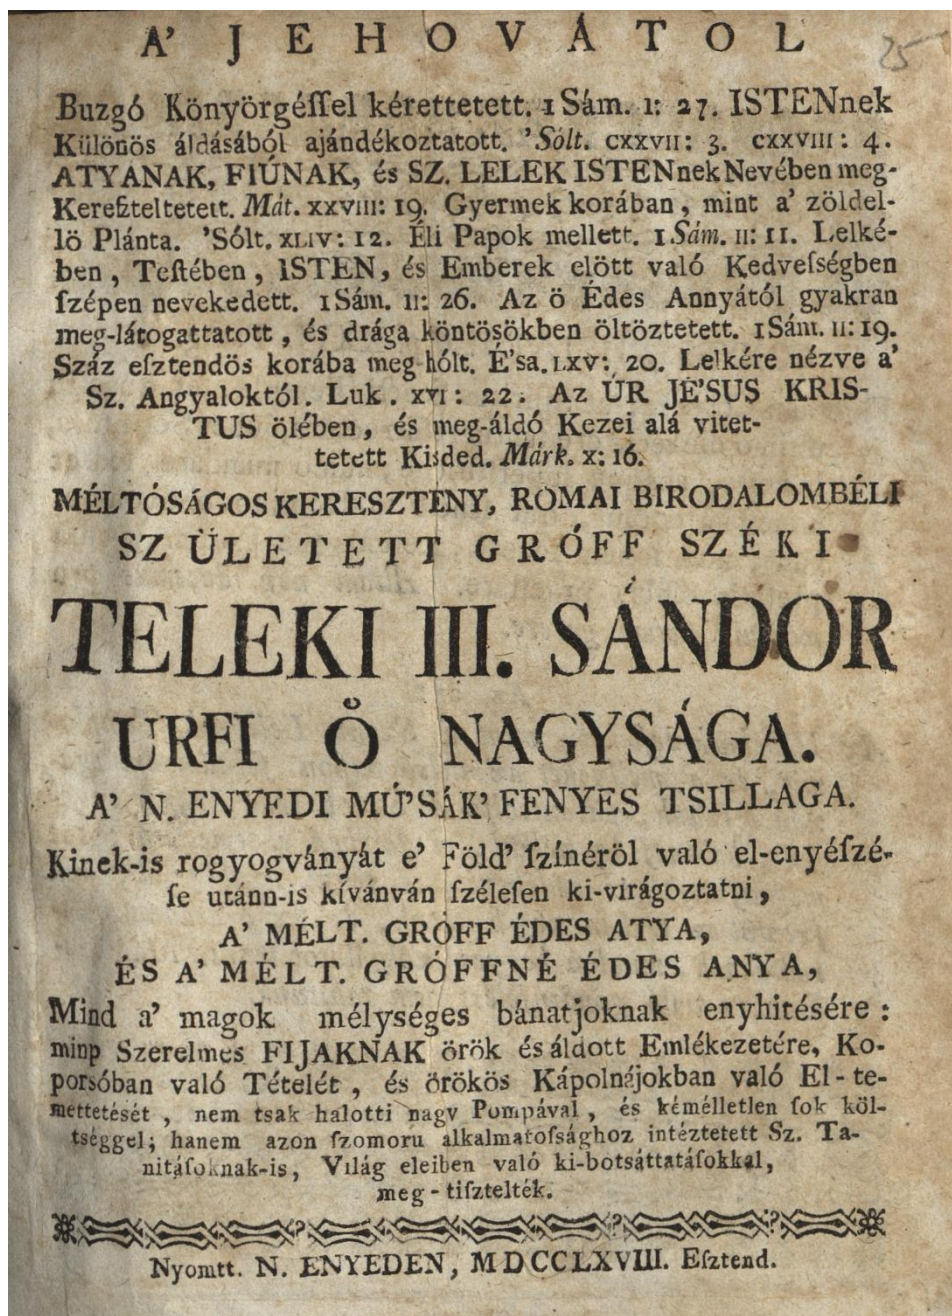 A' JEHOVÁTOL
25
Buzgó Könyörgéſſel kérettetett. 1 Sám. 1: 27. ISTENnek
Külonös áldásából ajándékoztatott. 'Sólt. CXXVII: 3. CXXVIII: 4.
ATYANAK, FIÚNAK, és SZ. LELEK ISTENnek Nevében meg-
Kereſzteltetett. Mát. XXVIII: 19. Gyermek korában, mint a' zöldel-
lö Plánta. 'Sólt. XLIV: 12. Éli Papok mellett. 1 Sám. II: 11. Lelké-
ben, Teſtében, ISTEN, és Emberek elött való Kedveſségben
ſzépen nevekedett. 1 Sám. II: 26. Az ö Édes Annyától gyakran
meg-látogattatott, és drága köntösökben öltöztetett. 1 Sám. II: 19.
Száz eſztendös korába meg-hólt. É'sa. LXV: 20. Lelkére nézve a'
Sz. Angyaloktól. Luk. XVI: 22. Az ÚR JÉ'SUS KRIS-
TUS ölében, és meg-áldó Kezei alá vitet-
tetett Kisded. Márk. X: 16.
MÉLTÓSÁGOS KERESZTÉNY, ROMAI BIRODALOMBÉLI
SZÜLETETT GRÓFF SZÉKI
TELEKI III. SÁNDOR
URFI Ö NAGYSÁGA.
A' N. ENYEDI MÚ'SÁK' FENYES TSILLAGA.
Kinek-is rogyogványát e' Föld' ſzínéröl való el-enyéſzé-
ſe utánn-is kívánván ſzéleſen ki-virágoztatni,
A' MÉLT. GROFF ÉDES ATYA,
ÉS A' MÉLT. GRÓFFNÉ ÉDES ANYA,
Mind a' magok mélységes bánatjoknak enyhitésére:
minp Szerelmes FIJAKNAK örök és áldott Emlékezetére, Ko-
porsóban való Tételét, és örökös Kápolnájokban való El-te-
mettetését, nem tsak halotti nagy Pompával, és kémélletlen ſok köl-
tséggel; hanem azon ſzomoru alkalmatoſsághoz intéztetett Sz. Ta-
nitáſoknak-is, Világ eleiben való ki-botsáttatáſokkal,
meg-tiſztelték.
Nyomtt. N. ENYEDEN, MDCCLXVIII. Eſztend.